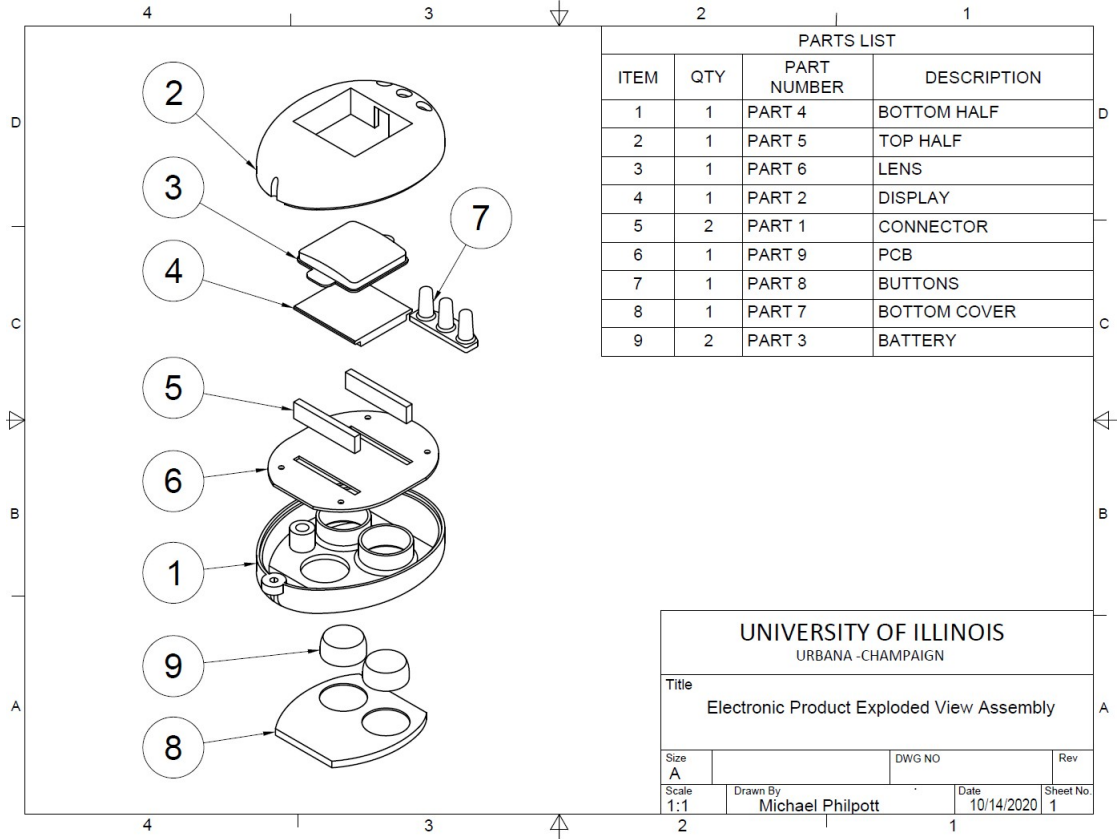 4 3 2 1
D D
C C
B B
A A
2
3
7
4
5
6
1
9
8
PARTS LIST
ITEM QTY PART NUMBER DESCRIPTION
1 1 PART 4 BOTTOM HALF
2 1 PART 5 TOP HALF
3 1 PART 6 LENS
4 1 PART 2 DISPLAY
5 2 PART 1 CONNECTOR
6 1 PART 9 PCB
7 1 PART 8 BUTTONS
8 1 PART 7 BOTTOM COVER
9 2 PART 3 BATTERY
UNIVERSITY OF ILLINOIS
URBANA -CHAMPAIGN
Title
Electronic Product Exploded View Assembly
Size DWG NO Rev
A
Scale Drawn By Date Sheet No.
1:1 Michael Philpott 10/14/2020 1
4 3 2 1